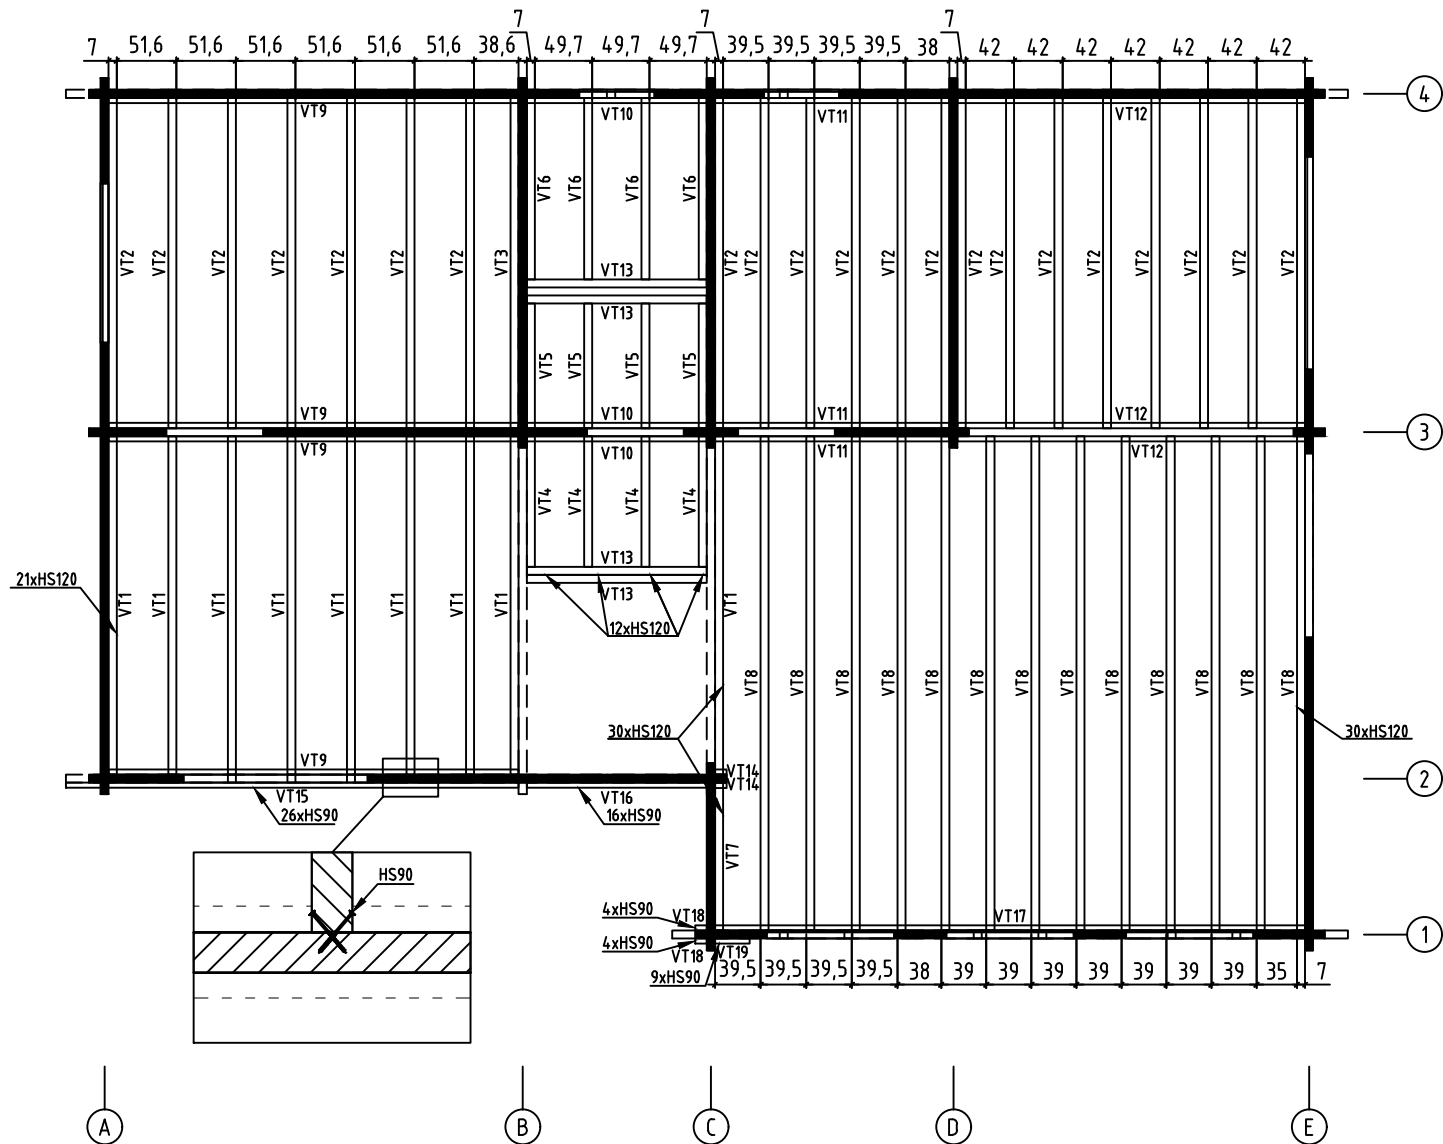 7 7 7
7 51,6 51,6 51,6 51,6 51,6 51,6 38,6 49,7 49,7 49,7 39,5 39,5 39,5 39,5 38 42 42 42 42 42 42 42
4
VT9 VT10 VT11 VT12
VT6 VT6 VT6 VT6
VT2 VT2 VT2 VT2 VT2 VT2 VT2 VT3 VT2 VT2 VT2 VT2 VT2 VT2 VT2 VT2 VT2 VT2 VT2 VT2 VT2 VT2
VT13
VT13
VT5 VT5 VT5 VT5
VT9 VT10 VT11 VT12
3
VT9 VT10 VT11 VT12
VT4 VT4 VT4 VT4
VT13
21xHS120
VT13
VT1 VT1 VT1 VT1 VT1 VT1 VT1 VT1 VT1
12xHS120
VT8 VT8 VT8 VT8 VT8 VT8 VT8 VT8 VT8 VT8 VT8 VT8 VT8
30xHS120 30xHS120
VT9 VT14
VT14
2
VT15 VT16
26xHS90 16xHS90
VT7
HS90
4xHS90 VT18 VT17
1
4xHS90 VT18 VT19
9xHS90
39,5 39,5 39,5 39,5 38 39 39 39 39 39 39 35 7
A B C D E